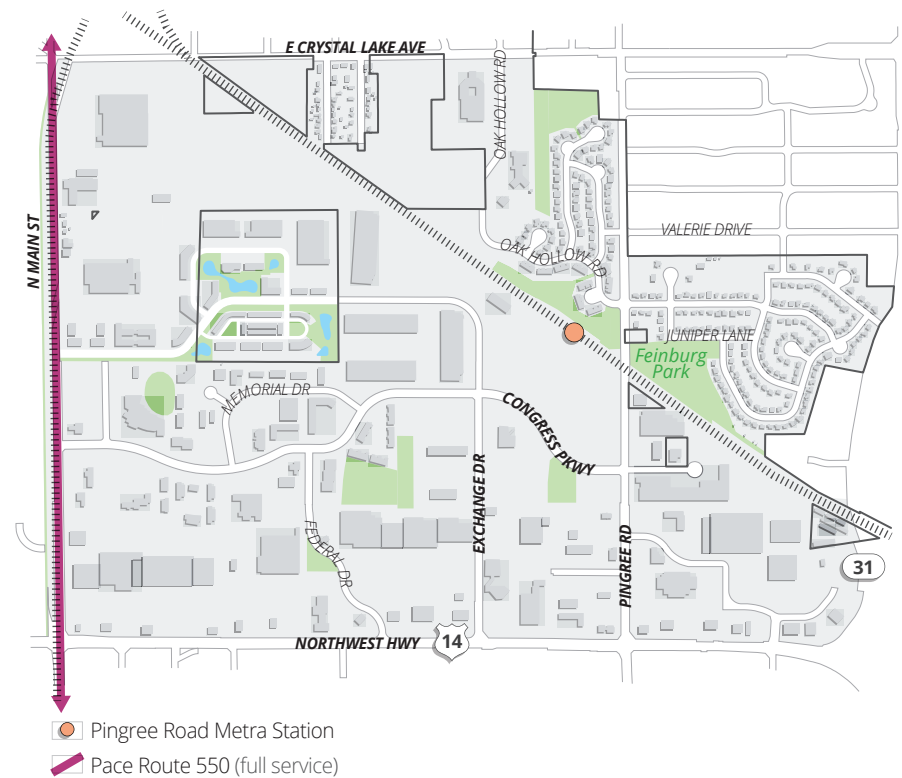 E CRYSTAL LAKE AVE
OAK HOLLOW RD
N MAIN ST
VALERIE DRIVE
OAK HOLLOW RD
JUNIPER LANE
Feinburg
Park
MEMORIAL DR
CONGRESS PKWY
EXCHANGE DR
FEDERAL DR
PINGREE RD
31
NORTHWEST HWY
14
Pingree Road Metra Station
Pace Route 550 (full service)